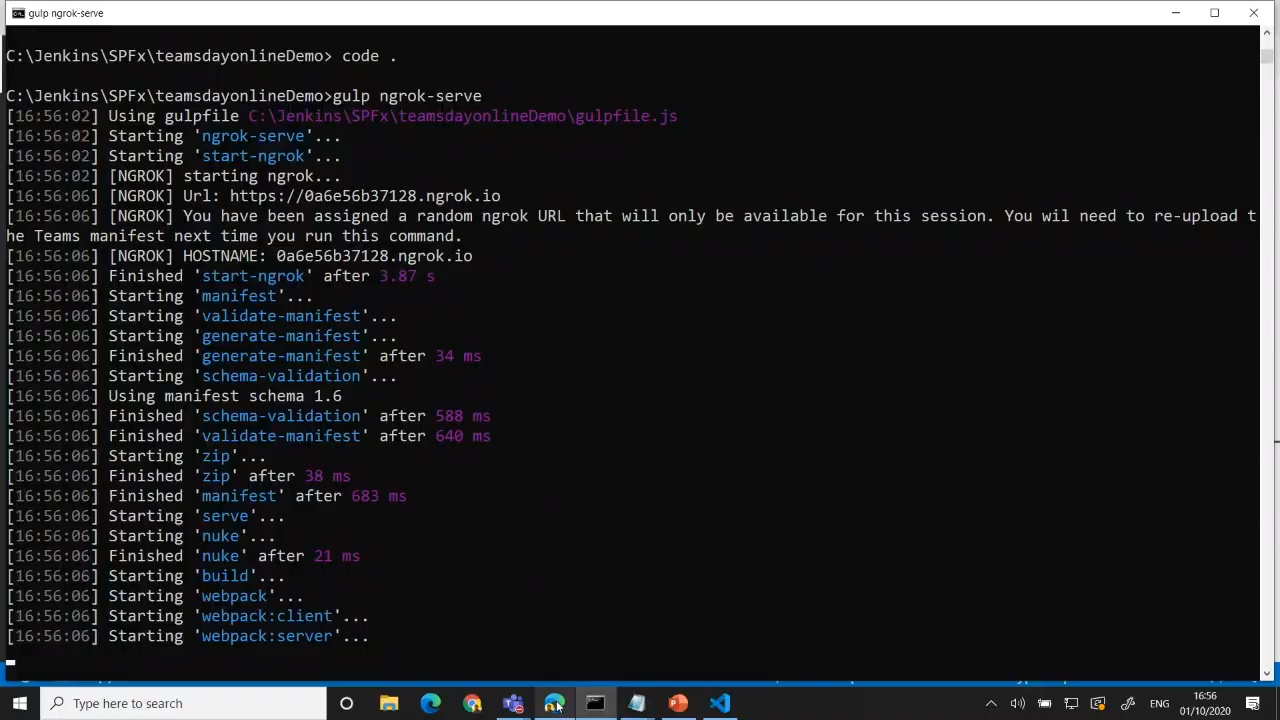 gulp ngrok-serve
C:\Jenkins\SPFx\teamsdayonlineDemo> code .
C:\Jenkins\SPFx\teamsdayonlineDemo>gulp ngrok-serve
[16:56:02] Using gulpfile C:\Jenkins\SPFx\teamsdayonlineDemo\gulpfile.js
[16:56:02] Starting 'ngrok-serve'...
[16:56:02] Starting 'start-ngrok'...
[16:56:02] [NGROK] starting ngrok...
[16:56:06] [NGROK] Url: https://0a6e56b37128.ngrok.io
[16:56:06] [NGROK] You have been assigned a random ngrok URL that will only be available for this session. You wil need to re-upload t
he Teams manifest next time you run this command.
[16:56:06] [NGROK] HOSTNAME: 0a6e56b37128.ngrok.io
[16:56:06] Finished 'start-ngrok' after 3.87 s
[16:56:06] Starting 'manifest'...
[16:56:06] Starting 'validate-manifest'...
[16:56:06] Starting 'generate-manifest'...
[16:56:06] Finished 'generate-manifest' after 34 ms
[16:56:06] Starting 'schema-validation'...
[16:56:06] Using manifest schema 1.6
[16:56:06] Finished 'schema-validation' after 588 ms
[16:56:06] Finished 'validate-manifest' after 640 ms
[16:56:06] Starting 'zip'...
[16:56:06] Finished 'zip' after 38 ms
[16:56:06] Finished 'manifest' after 683 ms
[16:56:06] Starting 'serve'...
[16:56:06] Starting 'nuke'...
[16:56:06] Finished 'nuke' after 21 ms
[16:56:06] Starting 'build'...
[16:56:06] Starting 'webpack'...
[16:56:06] Starting 'webpack:client'...
[16:56:06] Starting 'webpack:server'...
Type here to search
ENG
16:56
01/10/2020